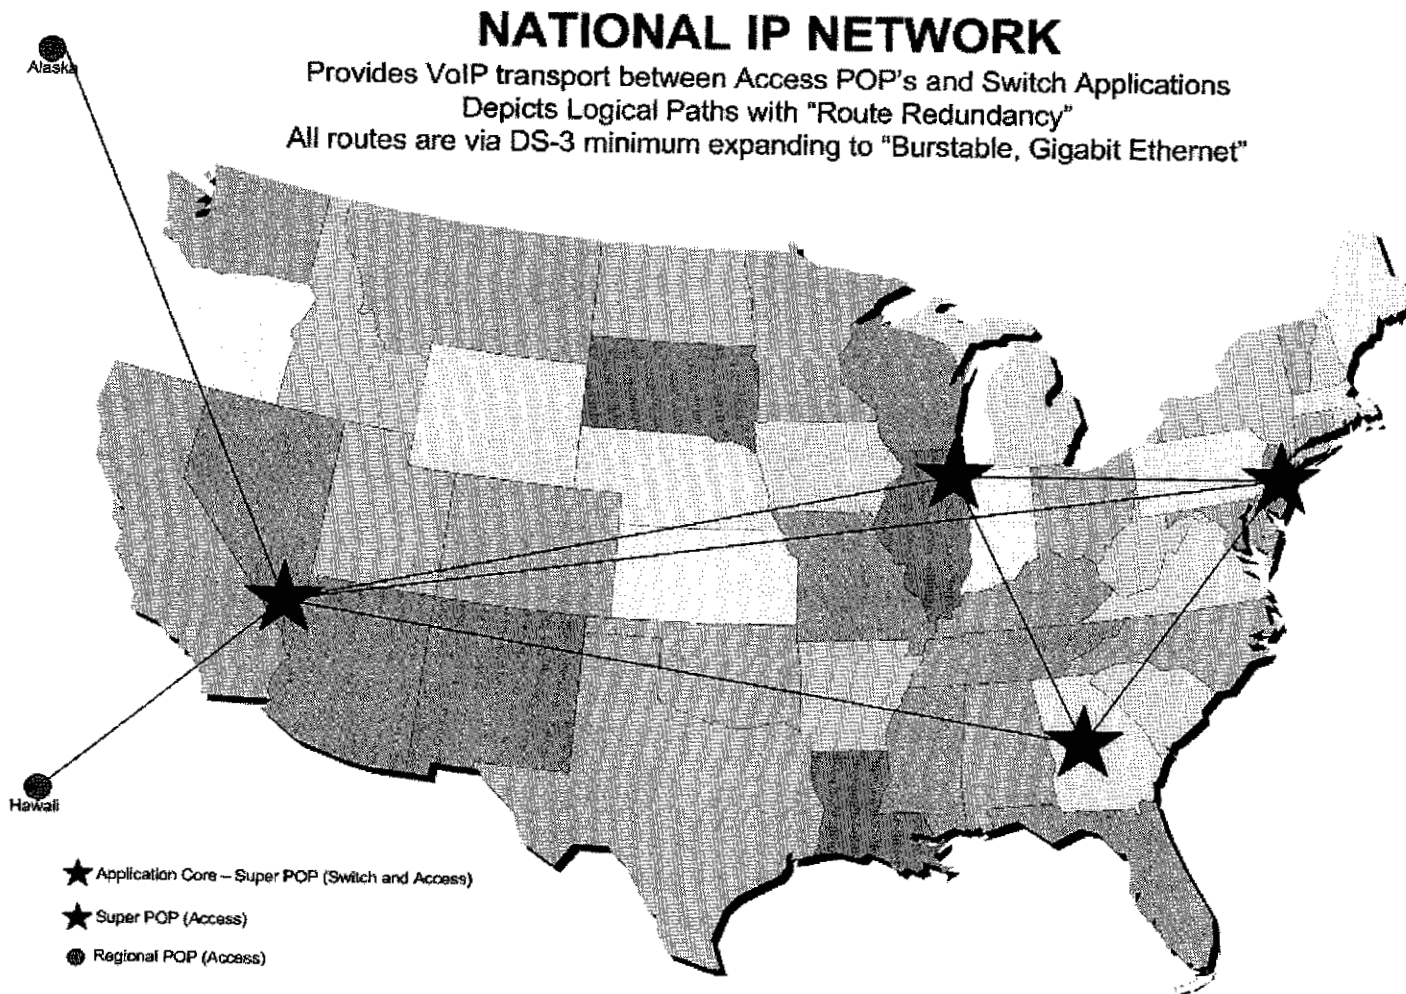 NATIONAL IP NETWORK
Provides VoIP transport between Access POP's and Switch Applications
Depicts Logical Paths with "Route Redundancy"
All routes are via DS-3 minimum expanding to "Burstable, Gigabit Ethernet"
Alaska
Hawaii
Application Core – Super POP (Switch and Access)
Super POP (Access)
Regional POP (Access)